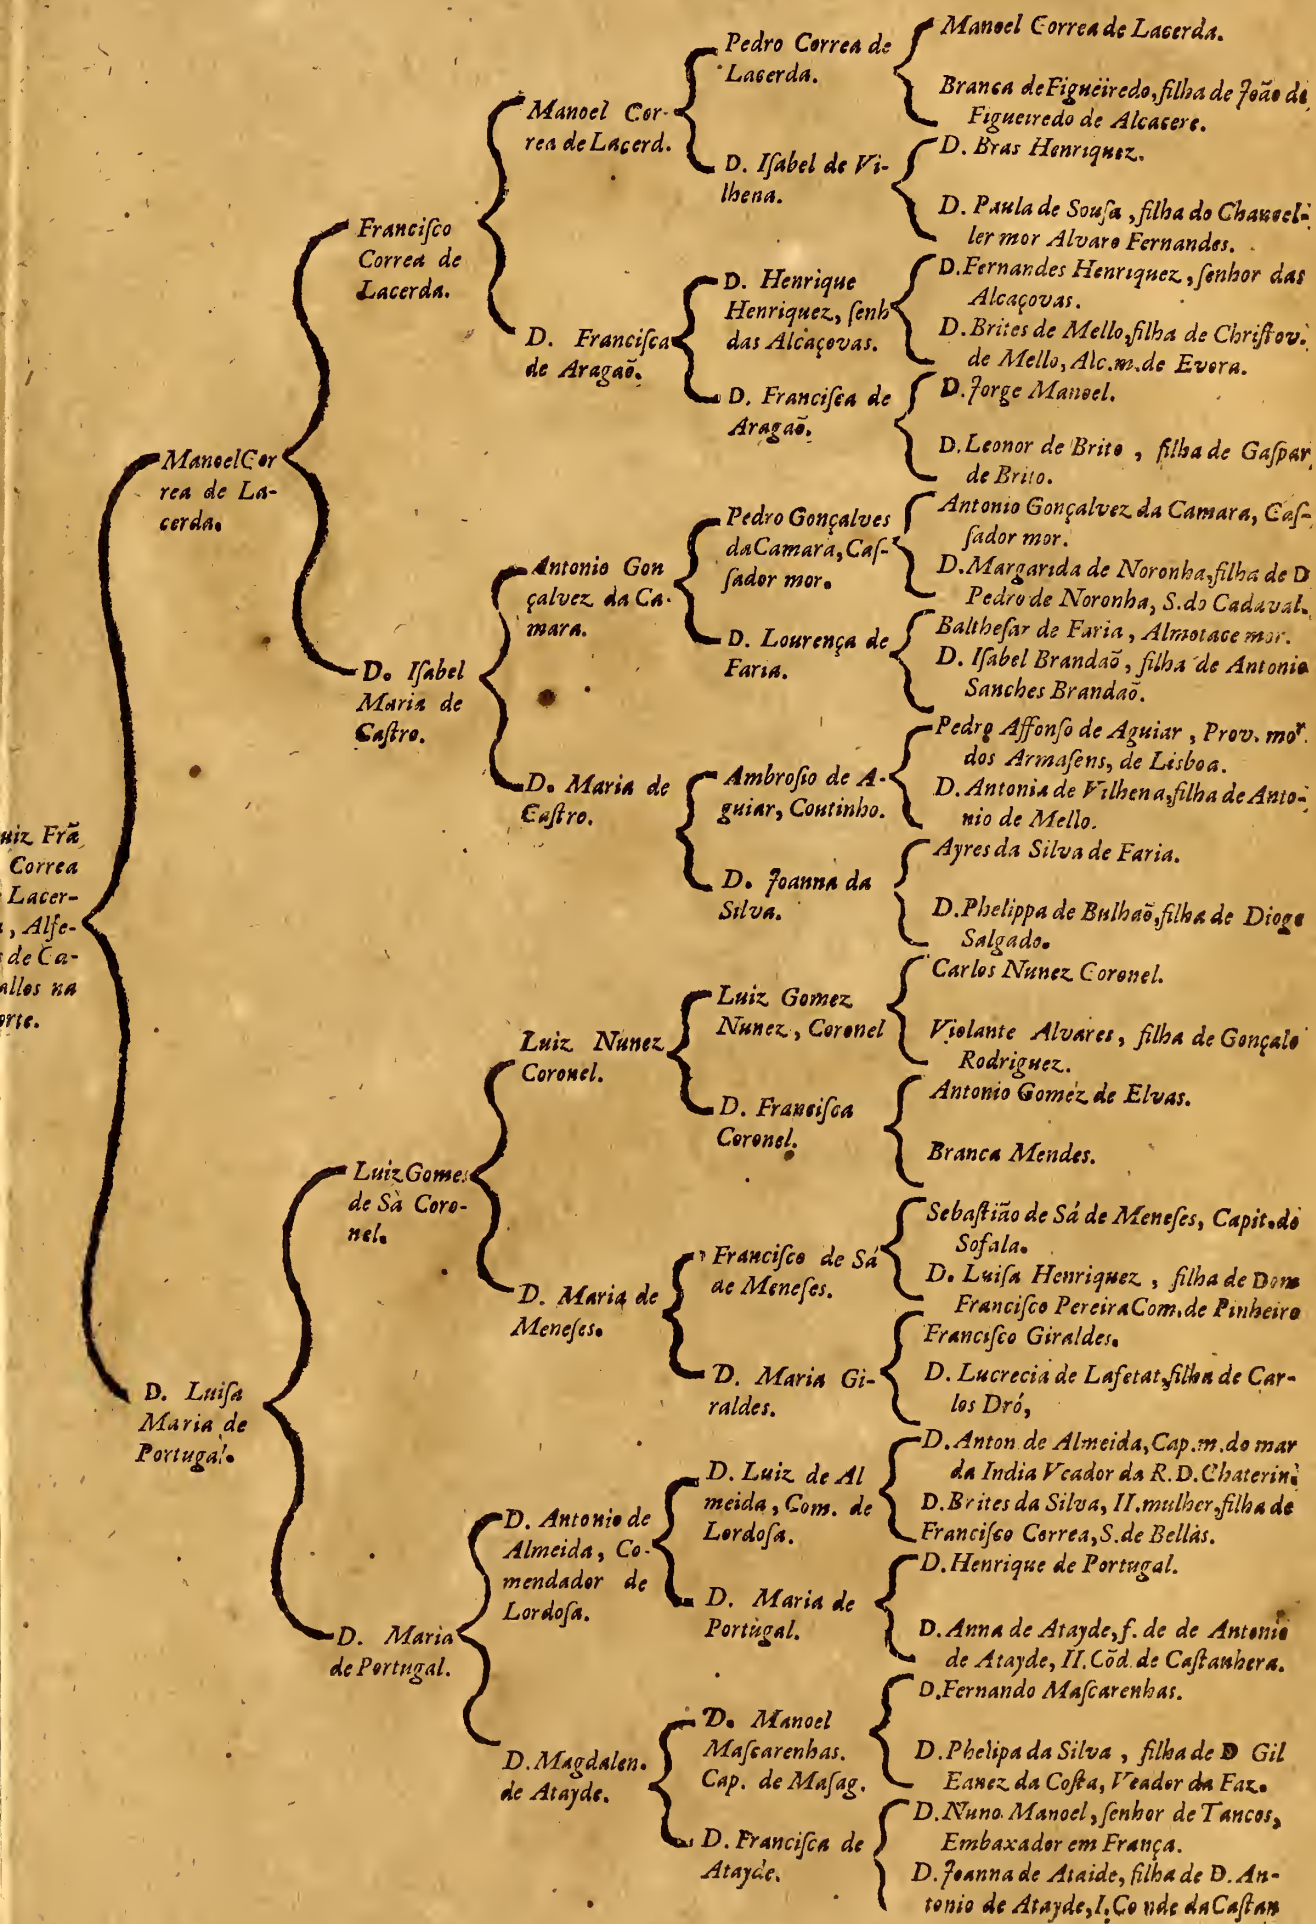 Manoel Correa de Lacerda.
Pedro Correa de
Lacerda.
Branca de Figueiredo, filha de João de
Figueiredo de Alcacere.
Manoel Cor-
rea de Lacerd.
D. Bras Henriquez.
D. Iſabel de Vi-
lhena.
D. Paula de Souſa, filha do Chancel-
ler mor Alvaro Fernandes.
Franciſco
Correa de
Lacerda.
D. Fernandes Henriquez, ſenhor das
Alcaçovas.
D. Henrique
Henriquez, ſenh
das Alcaçovas.
D. Brites de Mello, filha de Chriſtov.
de Mello, Alc. m. de Evora.
D. Franciſca
de Aragaõ.
D. Jorge Manoel.
D. Franciſca de
Aragaõ.
D. Leonor de Brito, filha de Gaſpar
de Brito.
Manoel Cor
rea de La-
cerda.
Antonio Gonçalvez da Camara, Caſ-
ſador mor.
Pedro Gonçalves
da Camara, Caſ-
ſador mor.
D. Margarida de Noronha, filha de D
Pedro de Noronha, S. do Cadaval.
Antonio Gon
çalvez da Ca-
mara.
Baltheſar de Faria, Almotace mor.
D. Lourença de
Faria.
D. Iſabel Brandaõ, filha de Antonio
Sanches Brandaõ.
D. Iſabel
Maria de
Caſtro.
Pedro Affonſo de Aguiar, Prov. mor.
dos Armaſens, de Lisboa.
Ambroſio de A-
guiar, Coutinho.
D. Antonia de Vilhena, filha de Anto-
nio de Mello.
D. Maria de
Caſtro.
Ayres da Silva de Faria.
D. Joanna da
Silva.
D. Phelippa de Bulhaõ, filha de Diogo
Salgado.
uiz Frã
Correa
Lacer-
, Alfe-
de Ca-
allos na
orte.
Carlos Nunez Coronel.
Luiz Gomez
Nunez, Coronel
Violante Alvares, filha de Gonçalo
Rodriguez.
Luiz Nunez
Coronel.
Antonio Gomez de Elvas.
D. Franciſca
Coronel.
Branca Mendes.
Luiz Gomes
de Sà Coro-
nel.
Sebaſtião de Sá de Meneſes, Capit. de
Sofala.
Franciſco de Sá
de Meneſes.
D. Luiſa Henriquez, filha de Dom
Franciſco Pereira Com. de Pinheiro
D. Maria de
Meneſes.
Franciſco Giraldes.
D. Maria Gi-
raldes.
D. Lucrecia de Lafetat, filha de Car-
los Dró,
D. Luiſa
Maria de
Portugal.
D. Anton de Almeida, Cap. m. do mar
da India Veador da R. D. Chaterin
D. Luiz de Al
meida, Com. de
Lordoſa.
D. Brites da Silva, II. mulher, filha de
Franciſco Correa, S. de Bellàs.
D. Antonio de
Almeida, Co-
mendador de
Lordoſa.
D. Henrique de Portugal.
D. Maria de
Portugal.
D. Anna de Atayde, f. de de Antonio
de Atayde, II. Cõd. de Caſtanhera.
D. Maria
de Portugal.
D. Fernando Maſcarenhas.
D. Manoel
Maſcarenhas.
Cap. de Maſag.
D. Phelipa da Silva, filha de D Gil
Eanez da Coſta, Veador da Faz.
D. Magdalen.
de Atayde.
D. Nuno Manoel, ſenhor de Tancos,
Embaxador em França.
D. Franciſca de
Atayde.
D. Joanna de Ataide, filha de D. An-
tonio de Atayde, I. Co nde da Caſtan